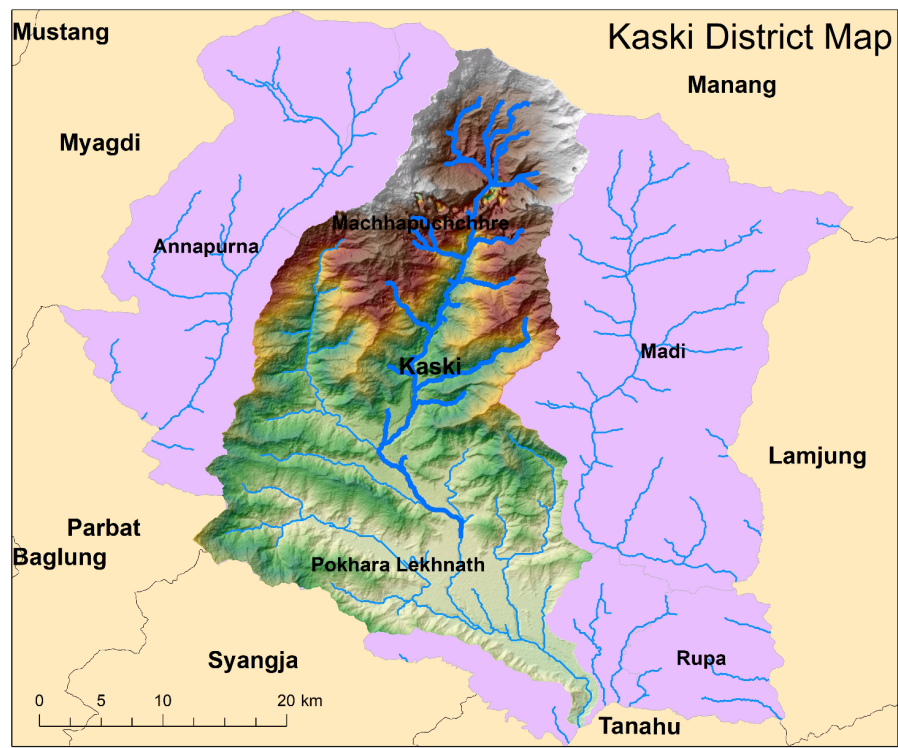 Mustang
Kaski District Map
Manang
Myagdi
Machhapuchchhre
Annapurna
Madi
Kaski
Lamjung
Parbat
Baglung
Pokhara Lekhnath
Syangja
Rupa
0 5 10 20 km
Tanahu